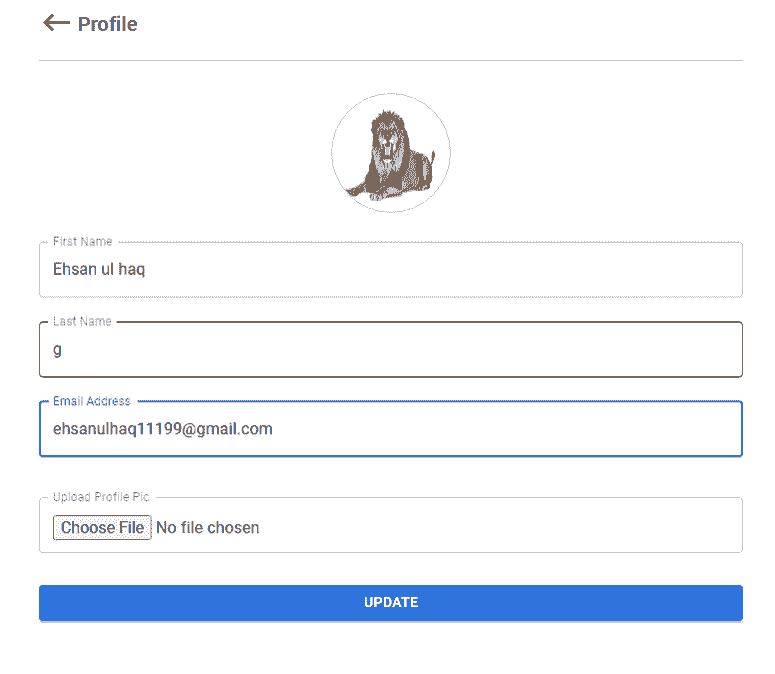 Profile
First Name
Ehsan ul haq
Last Name
g
Email Address
ehsanulhaq11199@gmail.com
Upload Profile Pic
Choose File No file chosen
UPDATE